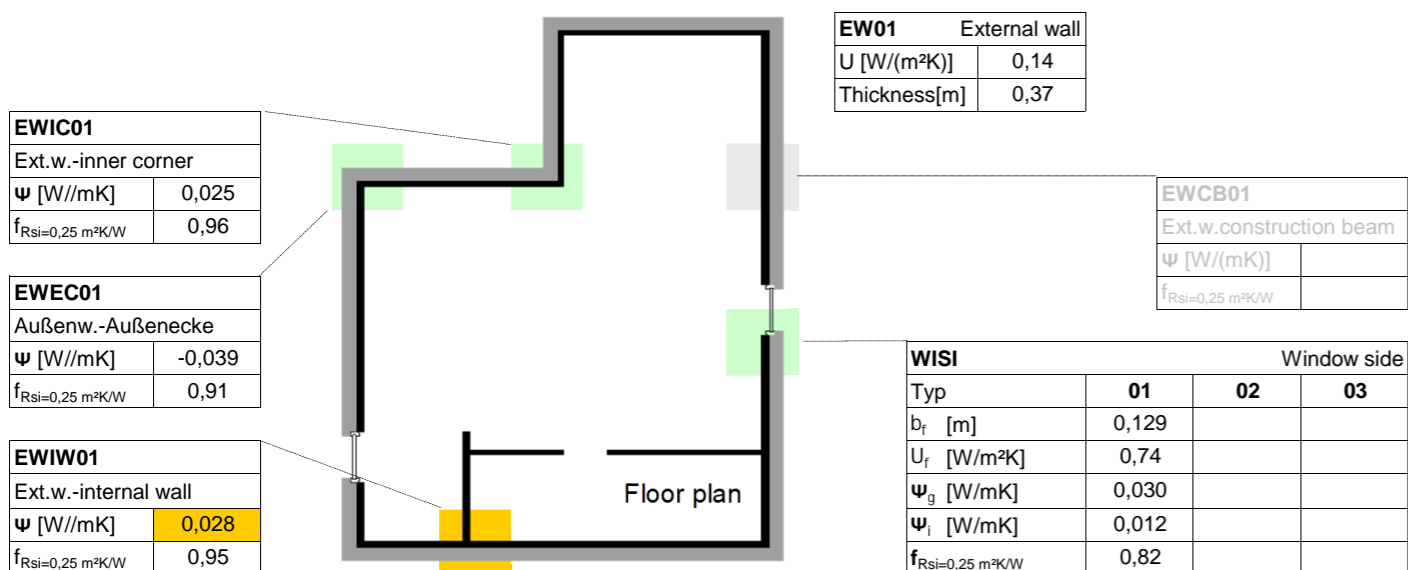 EW01 External wall
U [W/(m²K)] 0,14
Thickness[m] 0,37
EWIC01
Ext.w.-inner corner
Ψ [W//mK] 0,025
fRsi=0,25 m²K/W 0,96
EWCB01
Ext.w.construction beam
Ψ [W/(mK)]
fRsi=0,25 m²K/W
EWEC01
Außenw.-Außenecke
Ψ [W//mK] -0,039
fRsi=0,25 m²K/W 0,91
WISI Window side
Typ 01 02 03
bf [m] 0,129
Uf [W/m²K] 0,74
Ψg [W/mK] 0,030
Ψi [W/mK] 0,012
fRsi=0,25 m²K/W 0,82
EWIW01
Ext.w.-internal wall
Ψ [W//mK] 0,028
fRsi=0,25 m²K/W 0,95
Floor plan